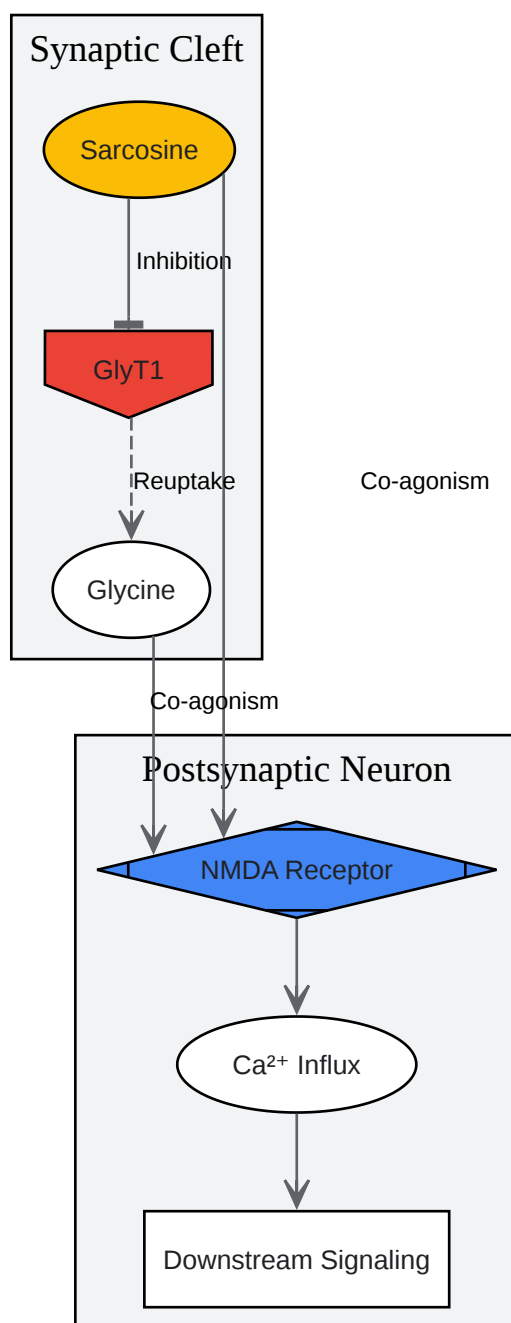 Synaptic Cleft
Sarcosine
Inhibition
GlyT1
Reuptake
Co-agonism
Glycine
Co-agonism
Postsynaptic Neuron
NMDA Receptor
Ca²⁺ Influx
Downstream Signaling